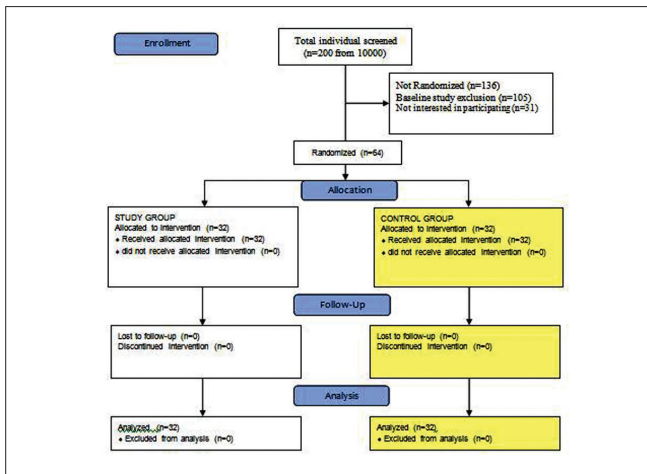 Enrollment
Total individual screened
(n=200 from 10000)
Not Randomized (n=136)
Baseline study exclusion (n=105)
Not interested in participating (n=31)
Randomized (n=64)
Allocation
STUDY GROUP
Allocated to intervention (n=32)
♦ Received allocated intervention (n=32)
♦ did not receive allocated intervention (n=0)
CONTROL GROUP
Allocated to intervention (n=32)
♦ Received allocated intervention (n=32)
♦ did not receive allocated intervention (n=0)
Follow-Up
Lost to follow-up (n=0)
Discontinued intervention (n=0)
Lost to follow-up (n=0)
Discontinued intervention (n=0)
Analysis
Analyzed (n=32)
♦ Excluded from analysis (n=0)
Analyzed (n=32),
♦ Excluded from analysis (n=0)